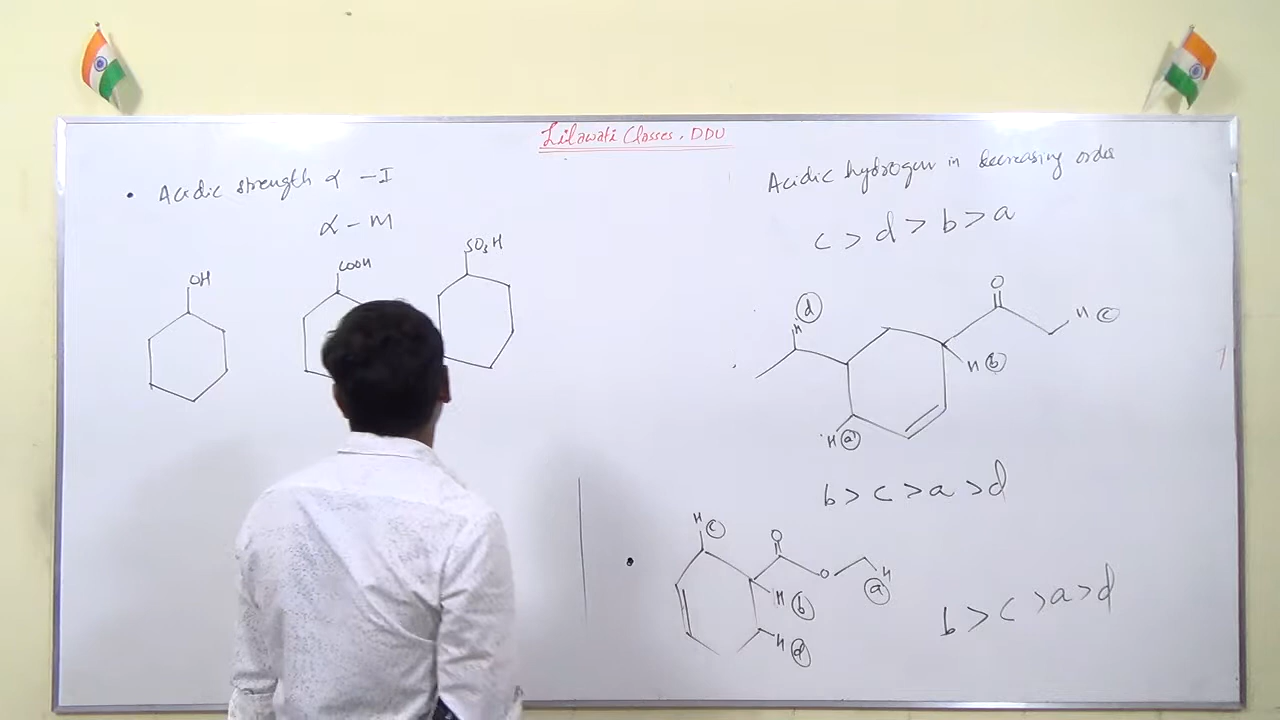 Lilawati Classes, DDU
• Acidic strength α -I
α -M
OH
COOH
SO3H
Acidic hydrogen in decreasing order
c > d > b > a
d
H
O
H c
H b
H a
b > c > a > d
H c
O
O
H
a
H b
H d
b > c > a > d